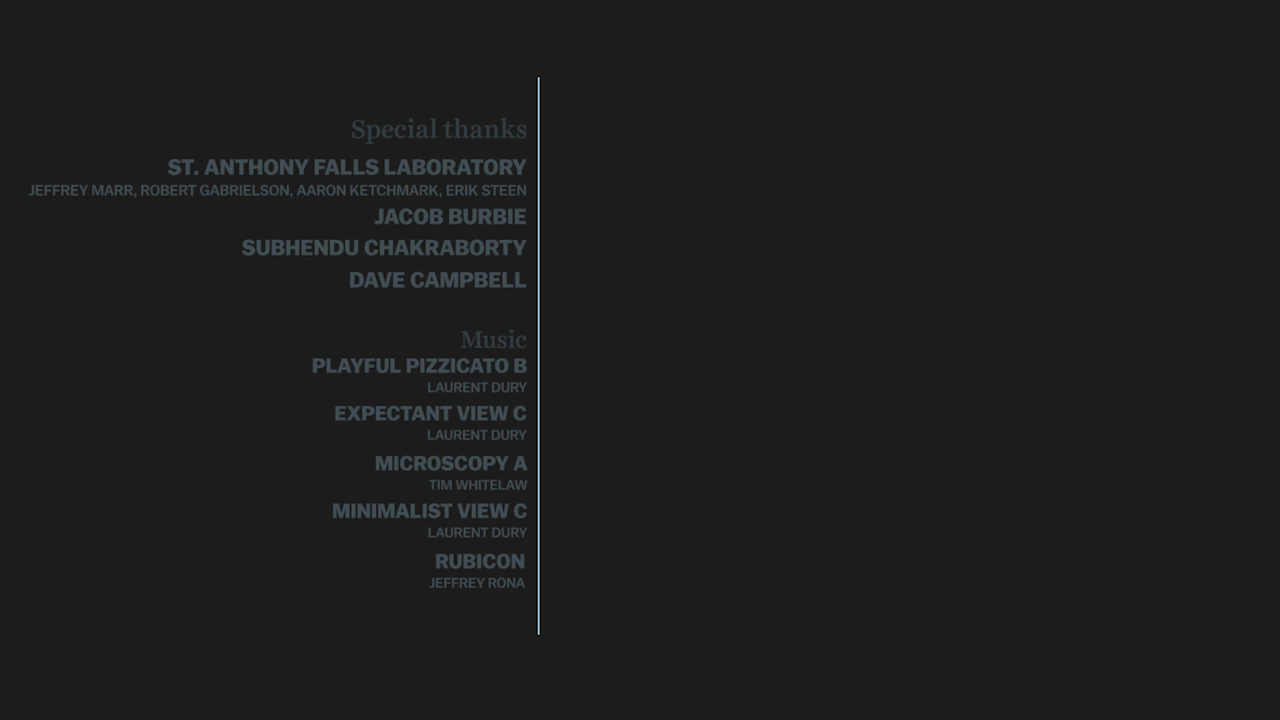 Special thanks
ST. ANTHONY FALLS LABORATORY
JEFFREY MARR, ROBERT GABRIELSON, AARON KETCHMARK, ERIK STEEN
JACOB BURBIE
SUBHENDU CHAKRABORTY
DAVE CAMPBELL
Music
PLAYFUL PIZZICATO B
LAURENT DURY
EXPECTANT VIEW C
LAURENT DURY
MICROSCOPY A
TIM WHITELAW
MINIMALIST VIEW C
LAURENT DURY
RUBICON
JEFFREY RONA